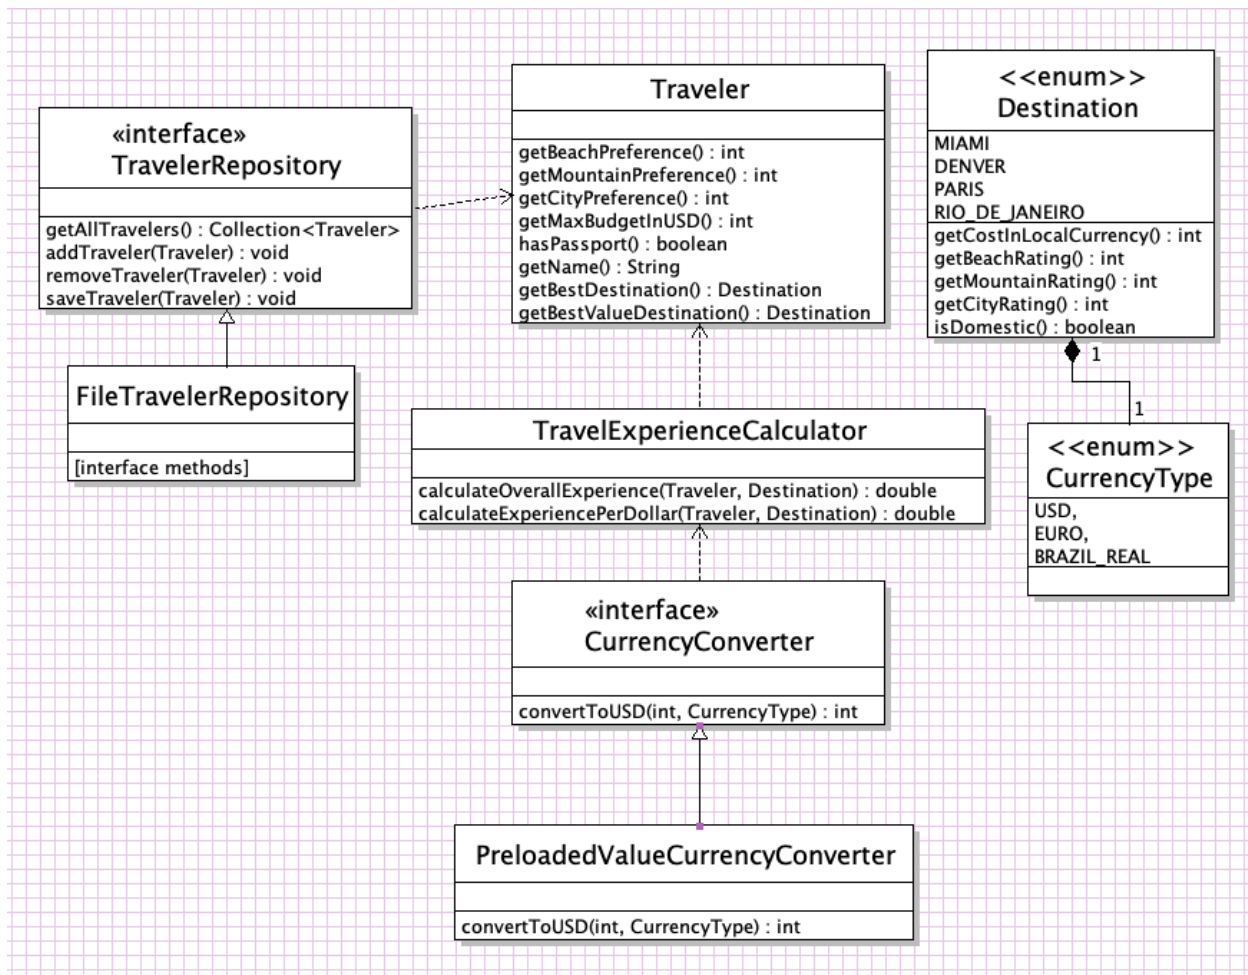 «interface»
TravelerRepository
getAllTravelers() : Collection<Traveler>
addTraveler(Traveler) : void
removeTraveler(Traveler) : void
saveTraveler(Traveler) : void
FileTravelerRepository
[interface methods]
Traveler
getBeachPreference() : int
getMountainPreference() : int
getCityPreference() : int
getMaxBudgetInUSD() : int
hasPassport() : boolean
getName() : String
getBestDestination() : Destination
getBestValueDestination() : Destination
<<enum>>
Destination
MIAMI
DENVER
PARIS
RIO_DE_JANEIRO
getCostInLocalCurrency() : int
getBeachRating() : int
getMountainRating() : int
getCityRating() : int
isDomestic() : boolean
1
1
<<enum>>
CurrencyType
USD,
EURO,
BRAZIL_REAL
TravelExperienceCalculator
calculateOverallExperience(Traveler, Destination) : double
calculateExperiencePerDollar(Traveler, Destination) : double
«interface»
CurrencyConverter
convertToUSD(int, CurrencyType) : int
PreloadedValueCurrencyConverter
convertToUSD(int, CurrencyType) : int